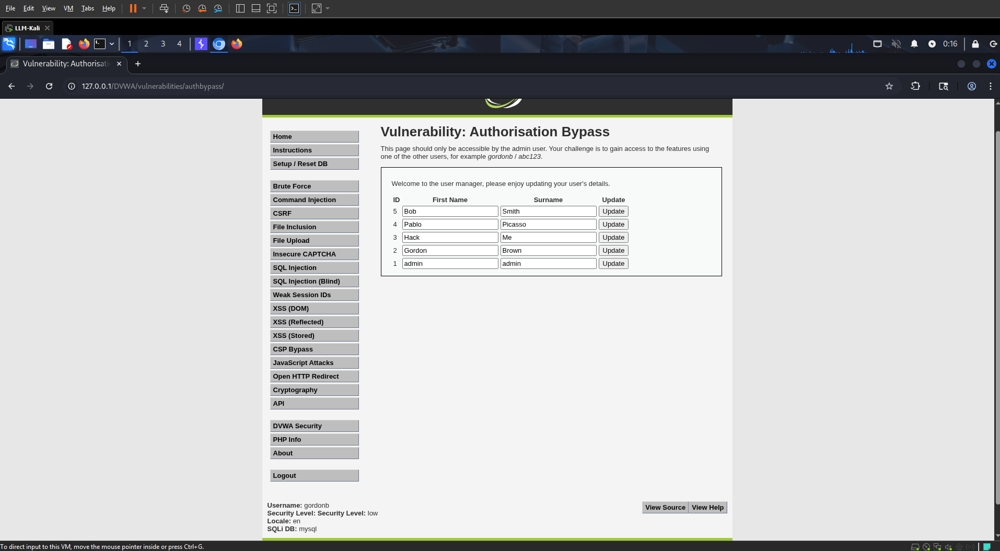 File Edit View VM Tabs Help
LLM-Kali
1 2 3 4
0:16
Vulnerability: Authorisati
127.0.0.1/DVWA/vulnerabilities/authbypass/
Home
Instructions
Setup / Reset DB
Brute Force
Command Injection
CSRF
File Inclusion
File Upload
Insecure CAPTCHA
SQL Injection
SQL Injection (Blind)
Weak Session IDs
XSS (DOM)
XSS (Reflected)
XSS (Stored)
CSP Bypass
JavaScript Attacks
Open HTTP Redirect
Cryptography
API
DVWA Security
PHP Info
About
Logout
Vulnerability: Authorisation Bypass
This page should only be accessible by the admin user. Your challenge is to gain access to the features using
one of the other users, for example gordonb / abc123.
Welcome to the user manager, please enjoy updating your user's details.
ID First Name Surname Update
5 Bob Smith Update
4 Pablo Picasso Update
3 Hack Me Update
2 Gordon Brown Update
1 admin admin Update
Username: gordonb
Security Level: Security Level: low
Locale: en
SQLi DB: mysql
View Source View Help
To direct input to this VM, move the mouse pointer inside or press Ctrl+G.